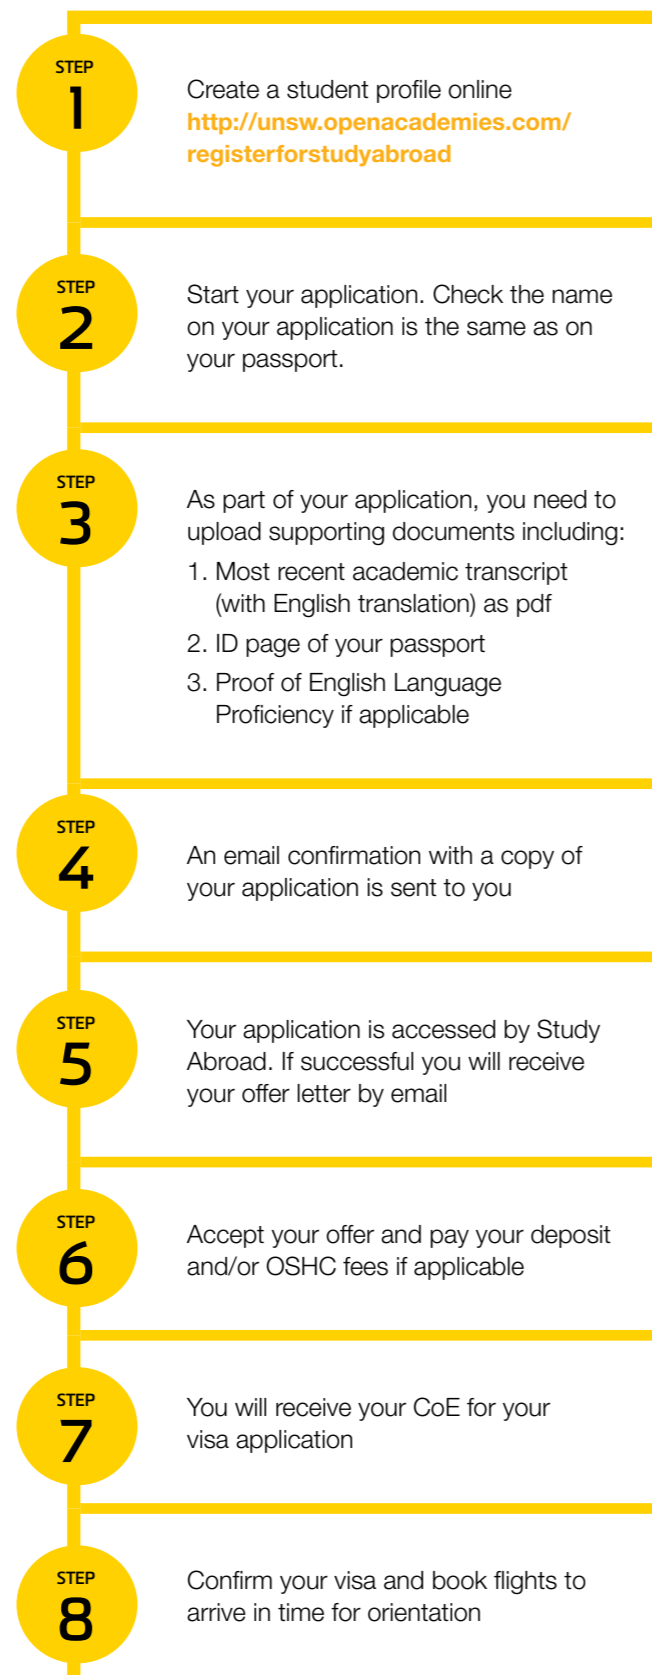 STEP
1
Create a student profile online
http://unsw.openacademies.com/
registerforstudyabroad
STEP
2
Start your application. Check the name
on your application is the same as on
your passport.
STEP
3
As part of your application, you need to
upload supporting documents including:
1. Most recent academic transcript
(with English translation) as pdf
2. ID page of your passport
3. Proof of English Language
Proficiency if applicable
STEP
4
An email confirmation with a copy of
your application is sent to you
STEP
5
Your application is accessed by Study
Abroad. If successful you will receive
your offer letter by email
STEP
6
Accept your offer and pay your deposit
and/or OSHC fees if applicable
STEP
7
You will receive your CoE for your
visa application
STEP
8
Confirm your visa and book flights to
arrive in time for orientation